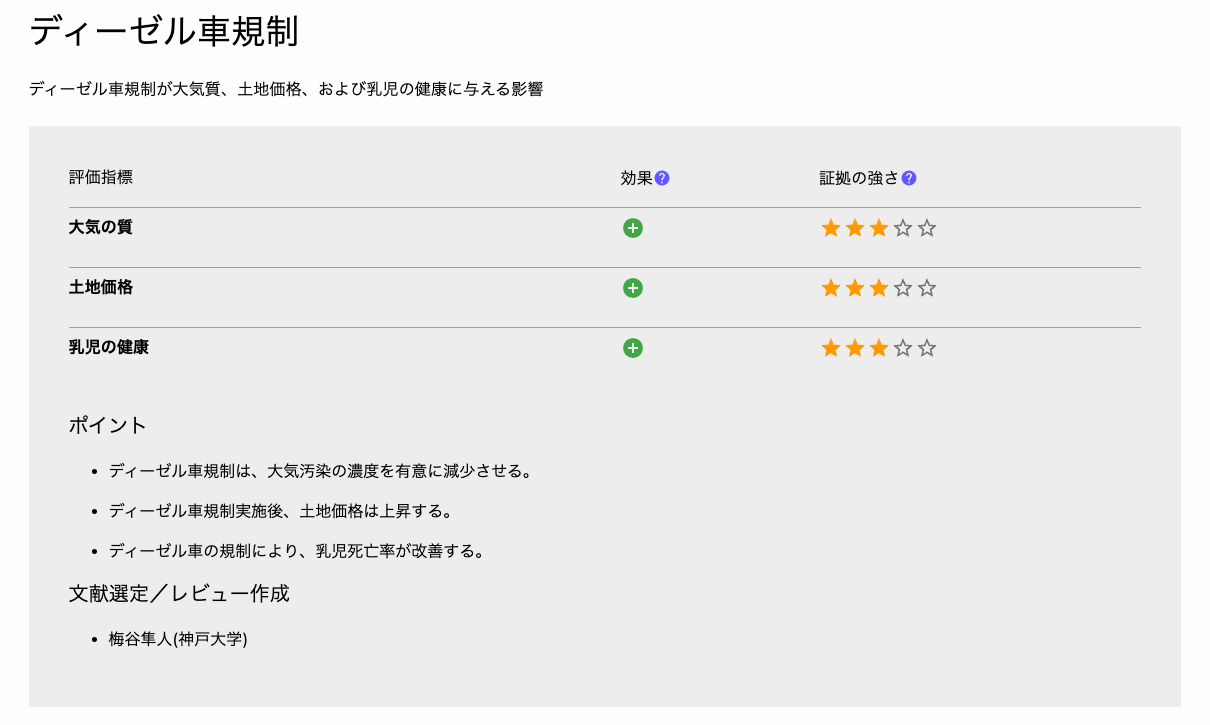 ディーゼル車規制
ディーゼル車規制が大気質、土地価格、および乳児の健康に与える影響
評価指標 効果? 証拠の強さ?
大気の質
土地価格
乳児の健康
ポイント
• ディーゼル車規制は、大気汚染の濃度を有意に減少させる。
• ディーゼル車規制実施後、土地価格は上昇する。
• ディーゼル車の規制により、乳児死亡率が改善する。
文献選定／レビュー作成
• 梅谷隼人(神戸大学)